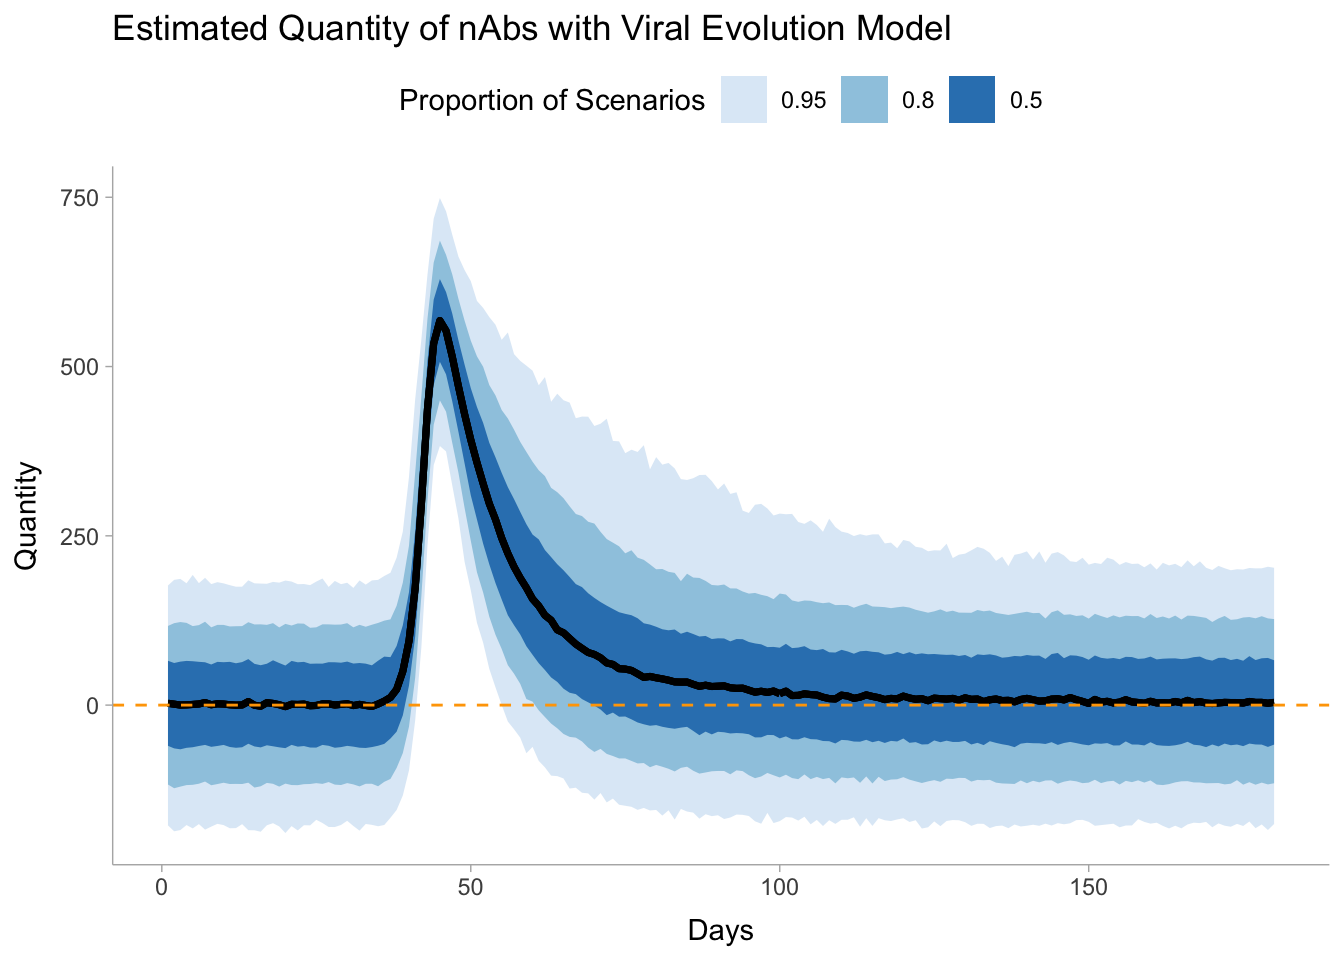 Estimated Quantity of nAbs with Viral Evolution Model
Proportion of Scenarios 0.95 0.8 0.5
750
500
250
0
Quantity
0 50 100 150
Days